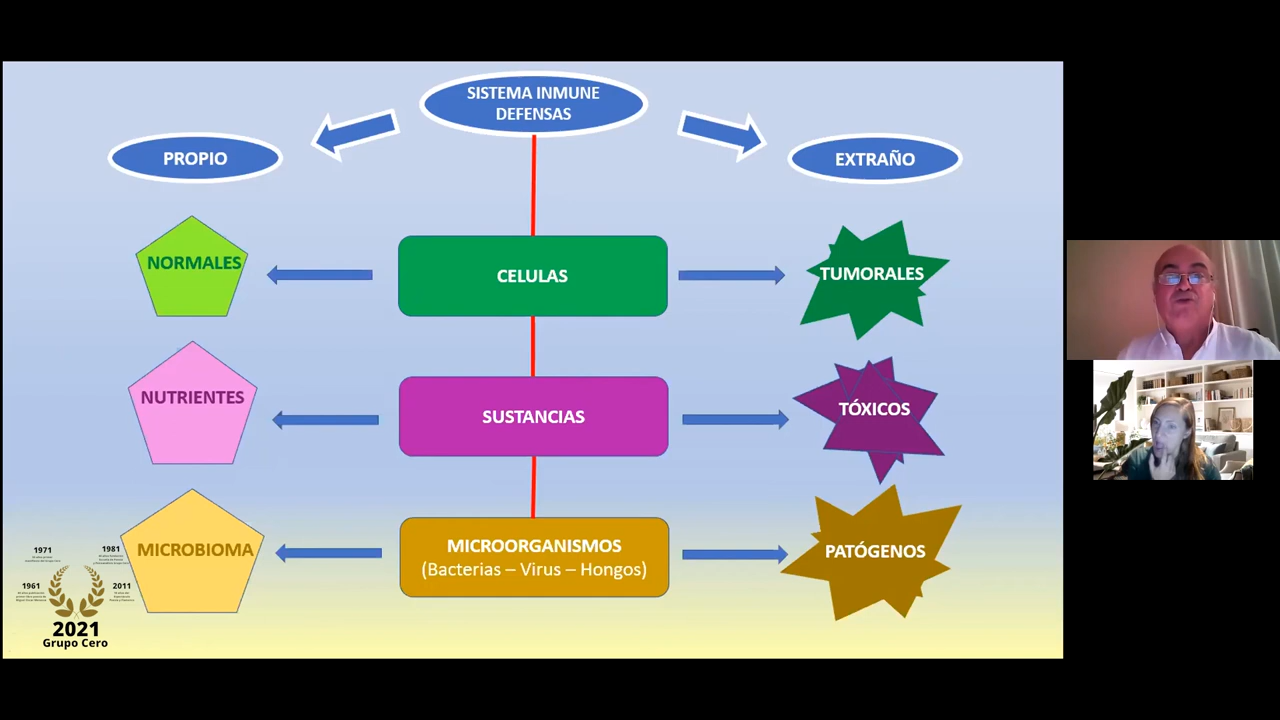 SISTEMA INMUNE
DEFENSAS
PROPIO
EXTRAÑO
NORMALES
CELULAS
TUMORALES
NUTRIENTES
SUSTANCIAS
TÓXICOS
MICROBIOMA
MICROORGANISMOS
(Bacterias – Virus – Hongos)
PATÓGENOS
1971
1981
1961
2011
2021
Grupo Cero